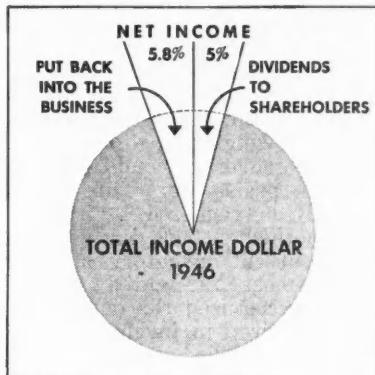 NET INCOME
5.8% 5%
PUT BACK
INTO THE
BUSINESS
DIVIDENDS
TO
SHAREHOLDERS
TOTAL INCOME DOLLAR
1946